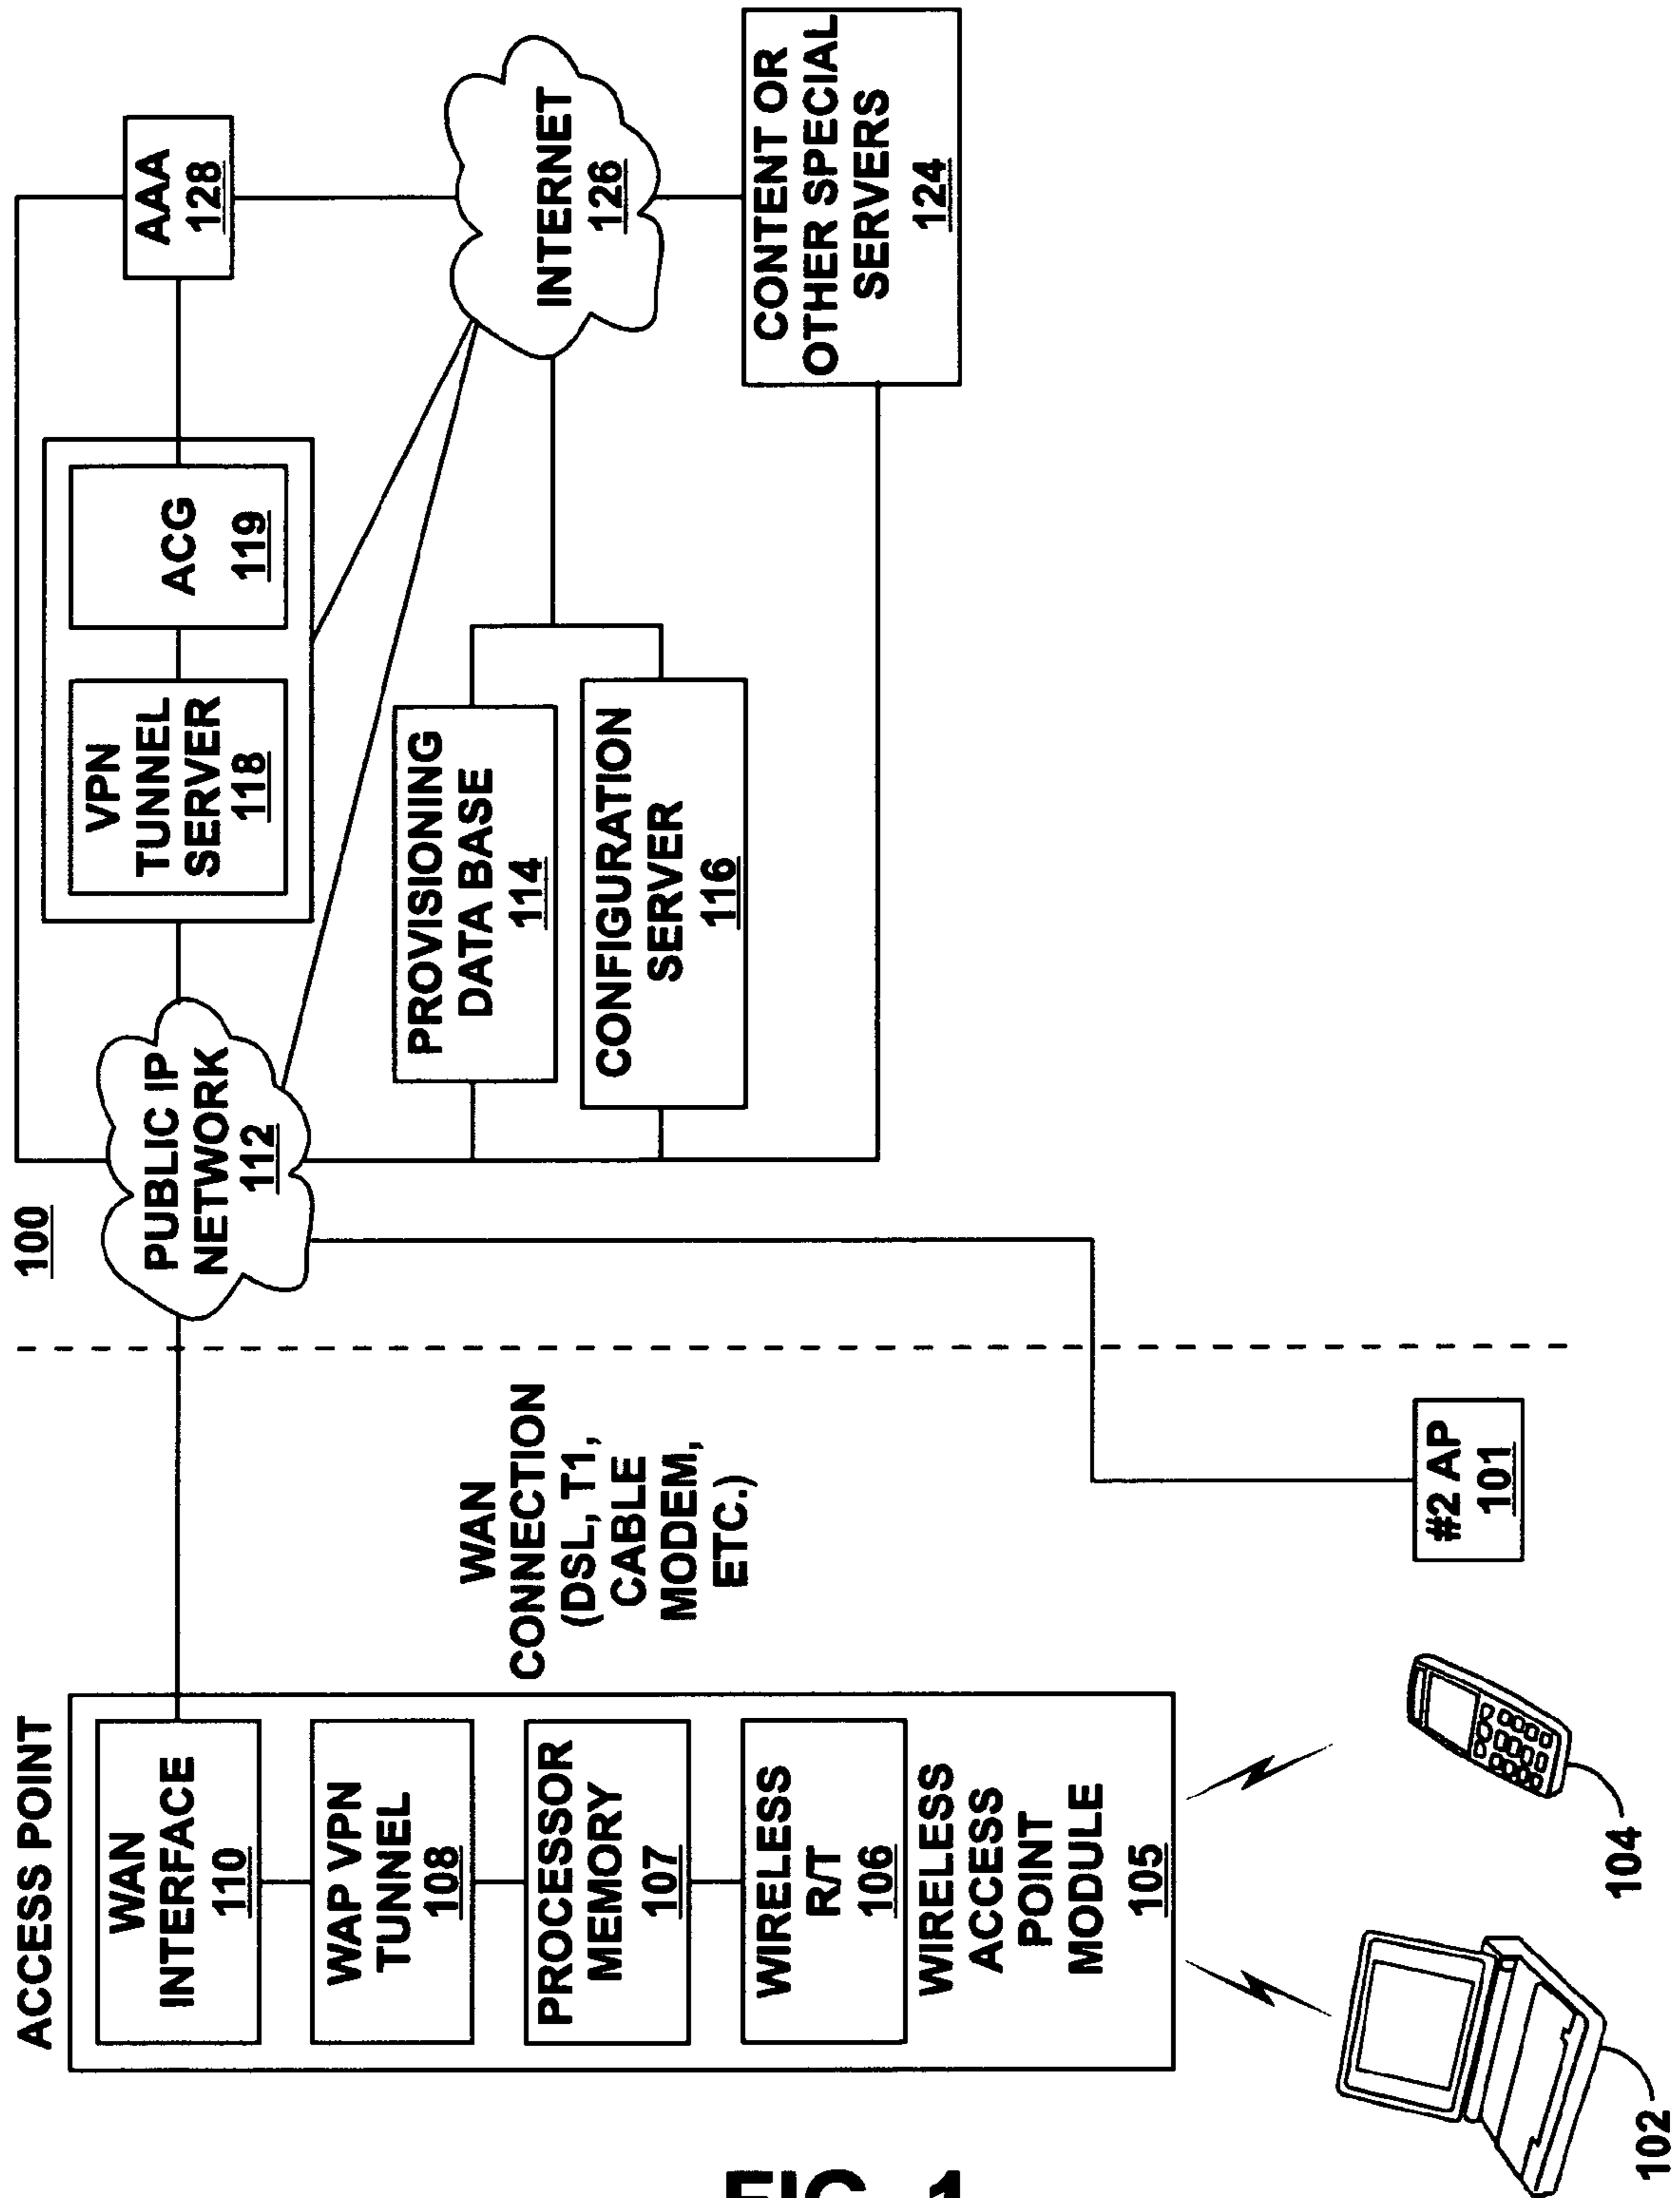 100
ACCESS POINT
WAN
INTERFACE
110
WAP VPN
TUNNEL
108
PROCESSOR
MEMORY
107
WIRELESS
R/T
106
WIRELESS
ACCESS
POINT
MODULE
105
WAN
CONNECTION
(DSL, T1,
CABLE
MODEM,
ETC.)
PUBLIC IP
NETWORK
112
VPN
TUNNEL
SERVER
118
ACG
119
AAA
128
PROVISIONING
DATA BASE
114
CONFIGURATION
SERVER
116
INTERNET
126
CONTENT OR
OTHER SPECIAL
SERVERS
124
#2 AP
101
102
104
FIG. 1